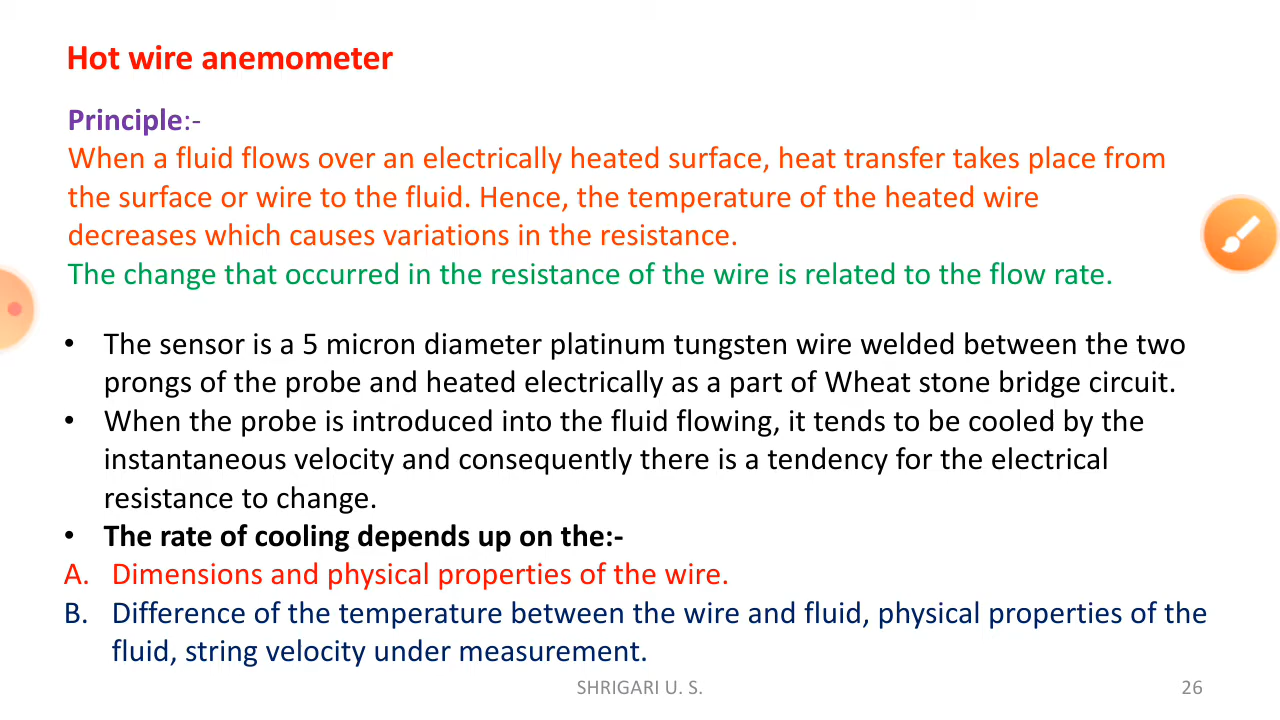 Hot wire anemometer
Principle:-
When a fluid flows over an electrically heated surface, heat transfer takes place from
the surface or wire to the fluid. Hence, the temperature of the heated wire
decreases which causes variations in the resistance.
The change that occurred in the resistance of the wire is related to the flow rate.
• The sensor is a 5 micron diameter platinum tungsten wire welded between the two
prongs of the probe and heated electrically as a part of Wheat stone bridge circuit.
• When the probe is introduced into the fluid flowing, it tends to be cooled by the
instantaneous velocity and consequently there is a tendency for the electrical
resistance to change.
• The rate of cooling depends up on the:-
A. Dimensions and physical properties of the wire.
B. Difference of the temperature between the wire and fluid, physical properties of the
fluid, string velocity under measurement.
SHRIGARI U. S.
26